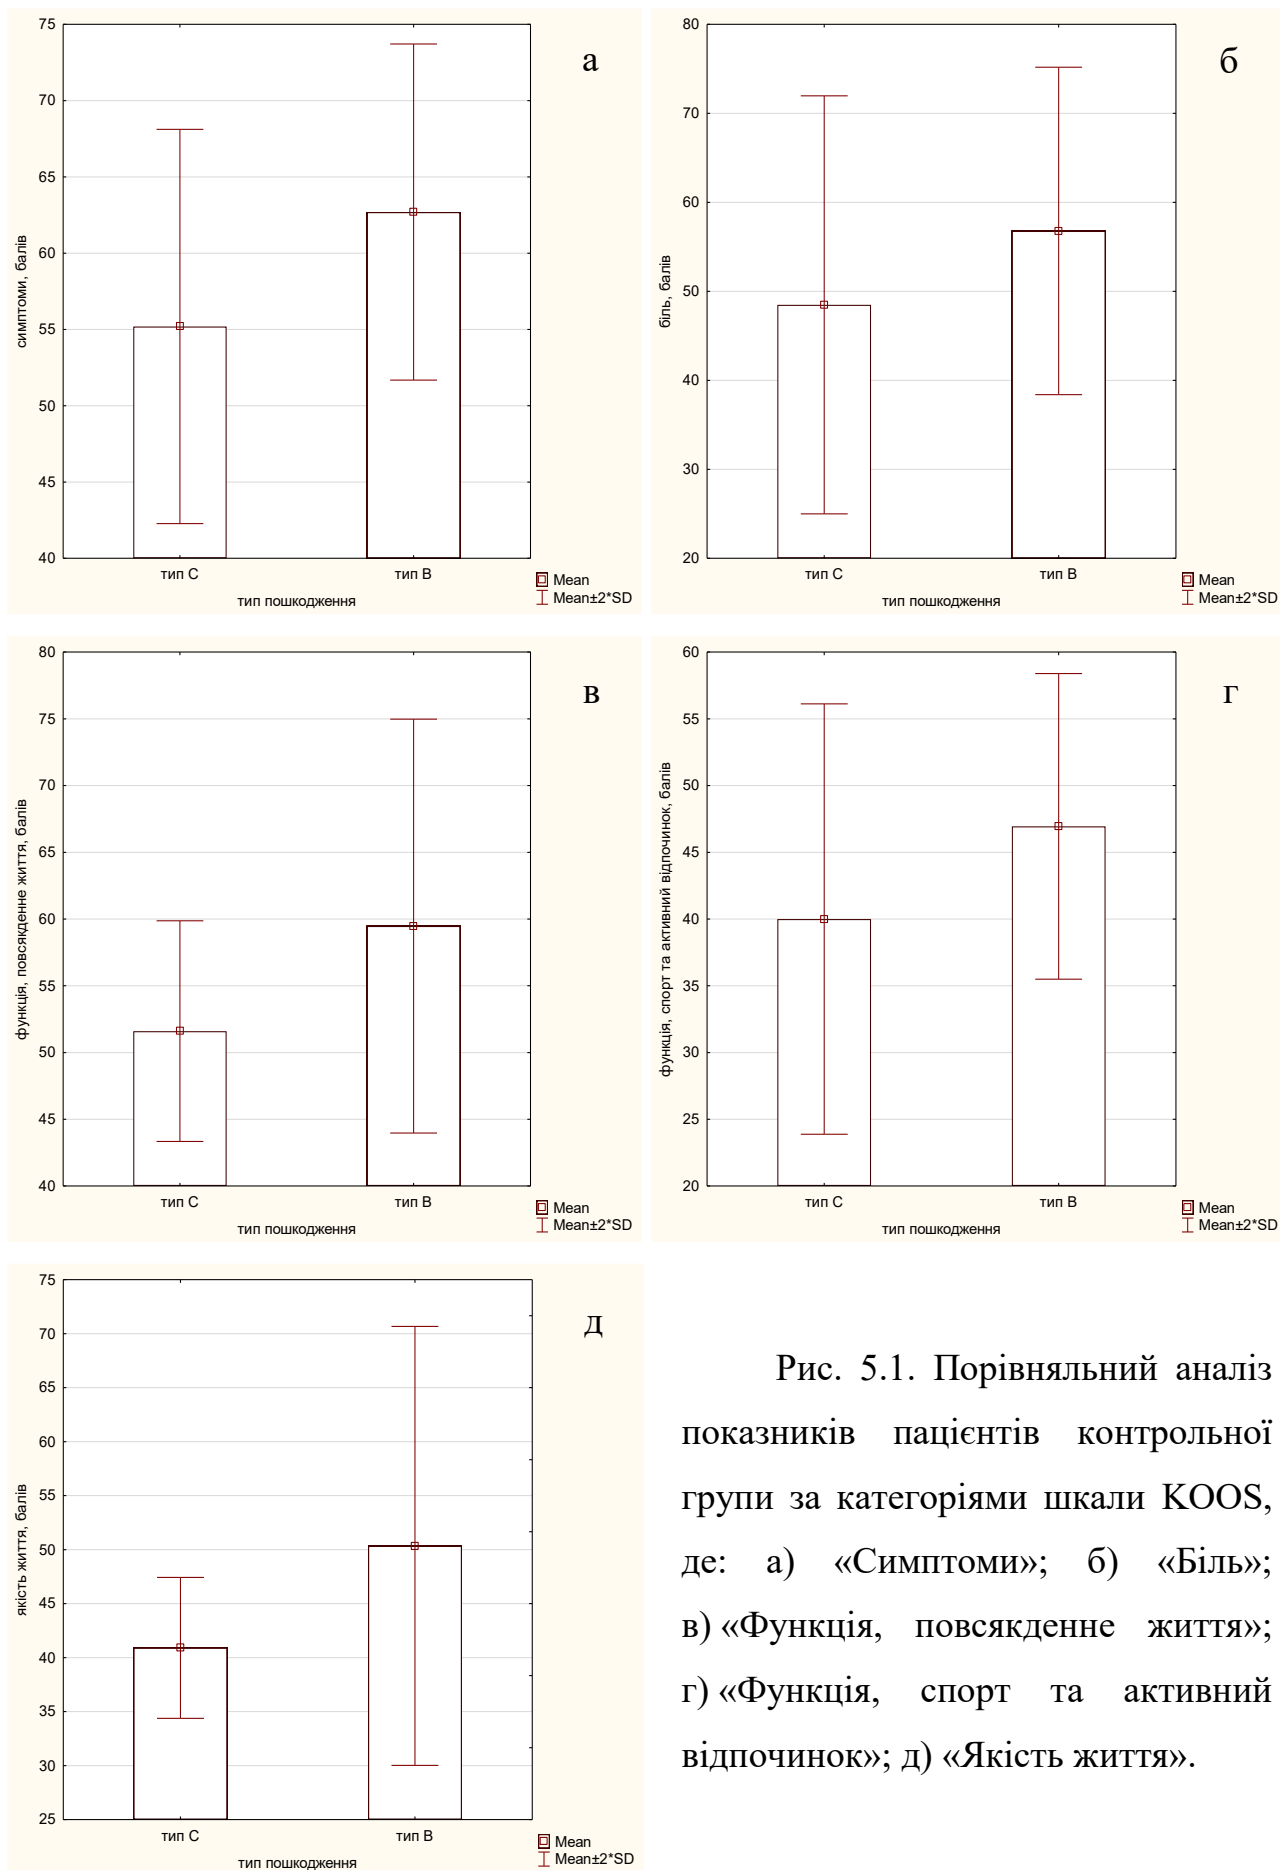 а
75
70
65
60
55
50
45
40
симптоми, балів
тип С
тип В
тип пошкодження
Mean
Mean±2*SD
б
80
70
60
50
40
30
20
біль, балів
тип С
тип В
тип пошкодження
Mean
Mean±2*SD
в
80
75
70
65
60
55
50
45
40
функція, повсякденне життя, балів
тип С
тип В
тип пошкодження
Mean
Mean±2*SD
г
60
55
50
45
40
35
30
25
20
функція, спорт та активний відпочинок, балів
тип С
тип В
тип пошкодження
Mean
Mean±2*SD
д
75
70
65
60
55
50
45
40
35
30
25
якість життя, балів
тип С
тип В
тип пошкодження
Mean
Mean±2*SD
Рис. 5.1. Порівняльний аналіз
показників пацієнтів контрольної
групи за категоріями шкали KOOS,
де: а) «Симптоми»; б) «Біль»;
в) «Функція, повсякденне життя»;
г) «Функція, спорт та активний
відпочинок»; д) «Якість життя».